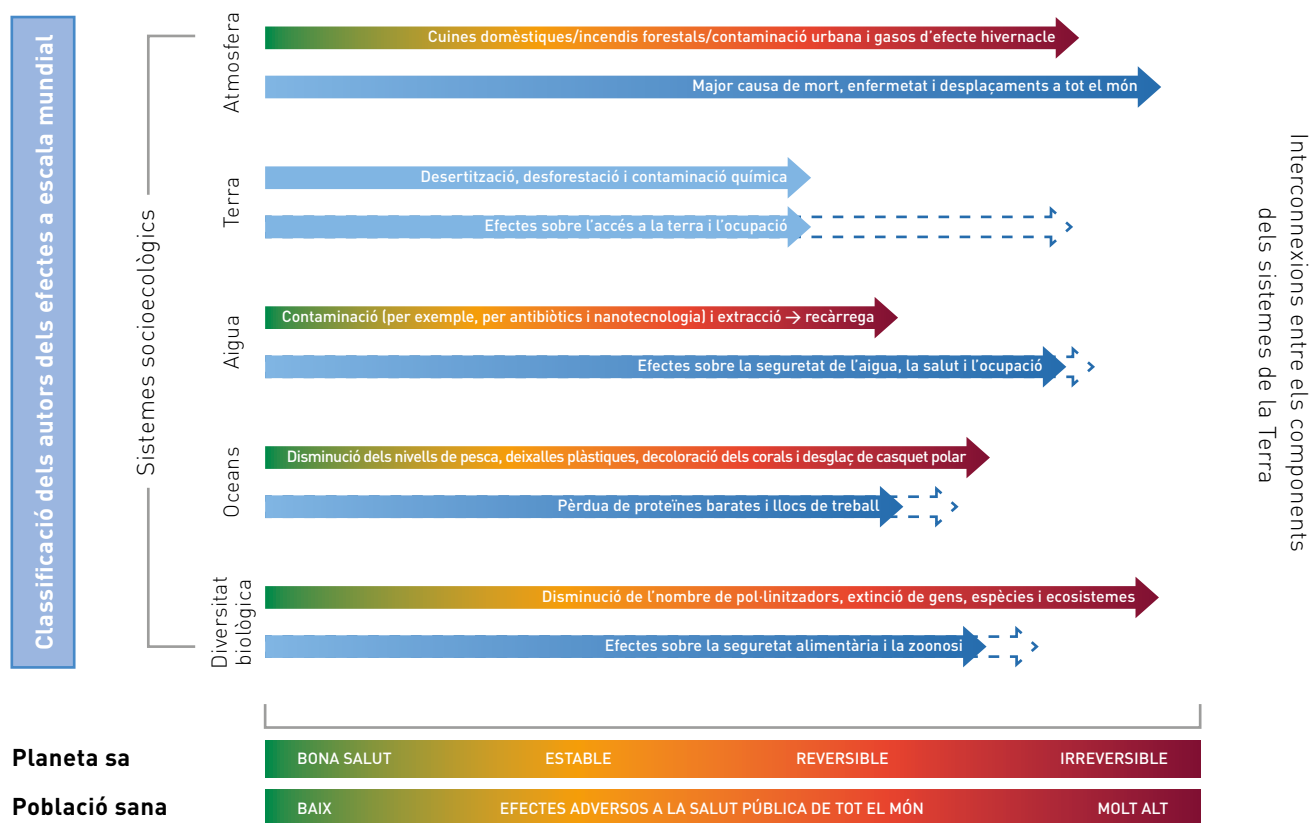 Classificació dels autors dels efectes a escala mundial
Sistemes socioecològics
Atmosfera
Cuines domèstiques/incendis forestals/contaminació urbana i gasos d'efecte hivernacle
Major causa de mort, enfermetat i desplaçaments a tot el món
Terra
Desertització, desforestació i contaminació química
Efectes sobre l'accés a la terra i l'ocupació
Aigua
Contaminació (per exemple, per antibiòtics i nanotecnologia) i extracció → recàrrega
Efectes sobre la seguretat de l'aigua, la salut i l'ocupació
Oceans
Disminució dels nivells de pesca, deixalles plàstiques, decoloració dels corals i desglaç de casquet polar
Pèrdua de proteïnes barates i llocs de treball
Diversitat
biològica
Disminució de l'nombre de pol·linitzadors, extinció de gens, espècies i ecosistemes
Efectes sobre la seguretat alimentària i la zoonosi
Interconnexions entre els components
dels sistemes de la Terra
Planeta sa
BONA SALUT ESTABLE REVERSIBLE IRREVERSIBLE
Població sana
BAIX EFECTES ADVERSOS A LA SALUT PÚBLICA DE TOT EL MÓN MOLT ALT